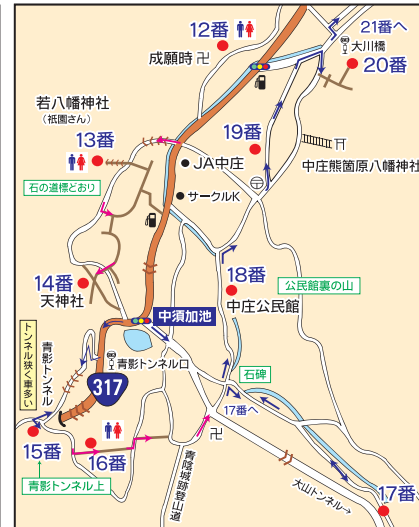 12番
成願時
21番へ
大川橋
20番
若八幡神社
(祇園さん)
13番
19番
JA中庄
中庄熊箇原八幡神社
石の道標どおり
サークルK
14番
天神社
18番
中庄公民館
公民館裏の山
中須加池
トンネル狭く車多い
青影トンネル
青影トンネル口
317
石碑
17番へ
15番
16番
青影トンネル上
青陰城跡登山道
大山トンネル→
17番